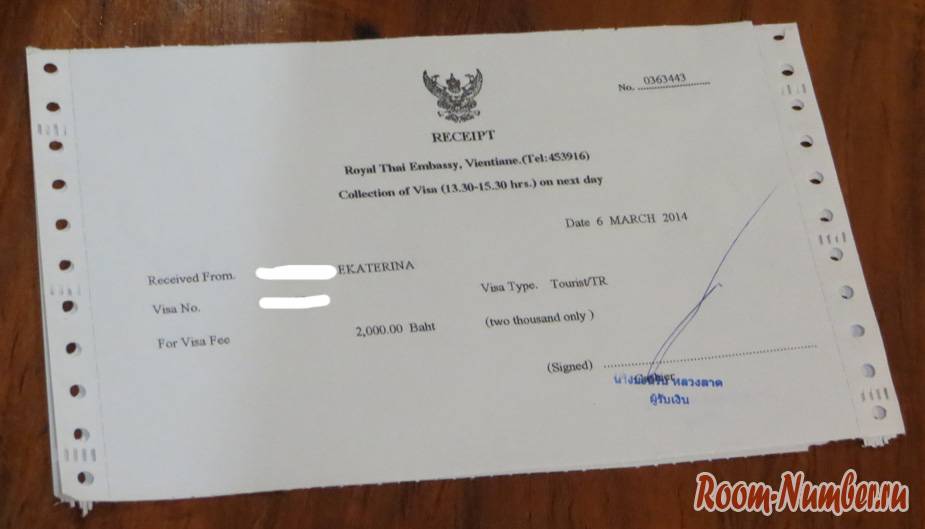 No. 0363443
RECEIPT
Royal Thai Embassy, Vientiane.(Tel:453916)
Collection of Visa (13.30-15.30 hrs.) on next day
Date 6 MARCH 2014
Received From. EKATERINA
Visa No.
Visa Type. Tourist/TR
For Visa Fee 2,000.00 Baht (two thousand only )
(Signed)
Cashier
หลวงลาด
ผู้รับเงิน
Room-Number.ru